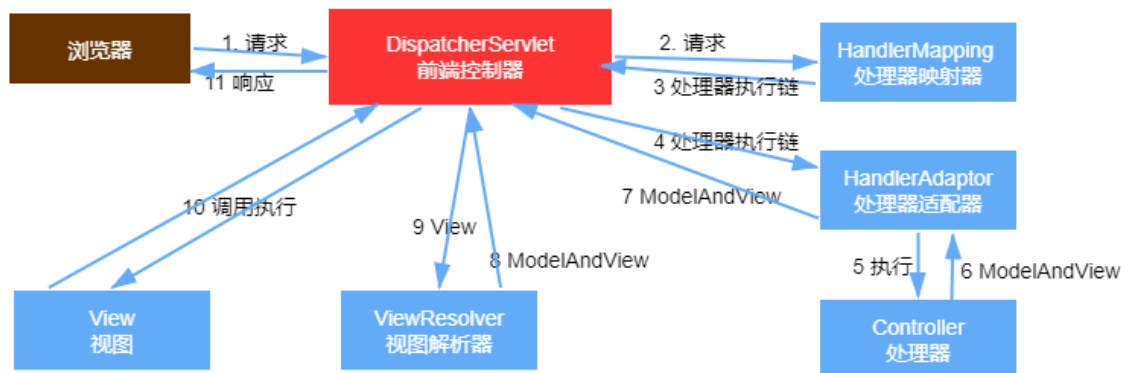 浏览器
1. 请求
11 响应
DispatcherServlet
前端控制器
2. 请求
3 处理器执行链
HandlerMapping
处理器映射器
4 处理器执行链
7 ModelAndView
HandlerAdaptor
处理器适配器
10 调用执行
9 View
8 ModelAndView
5 执行
6 ModelAndView
View
视图
ViewResolver
视图解析器
Controller
处理器